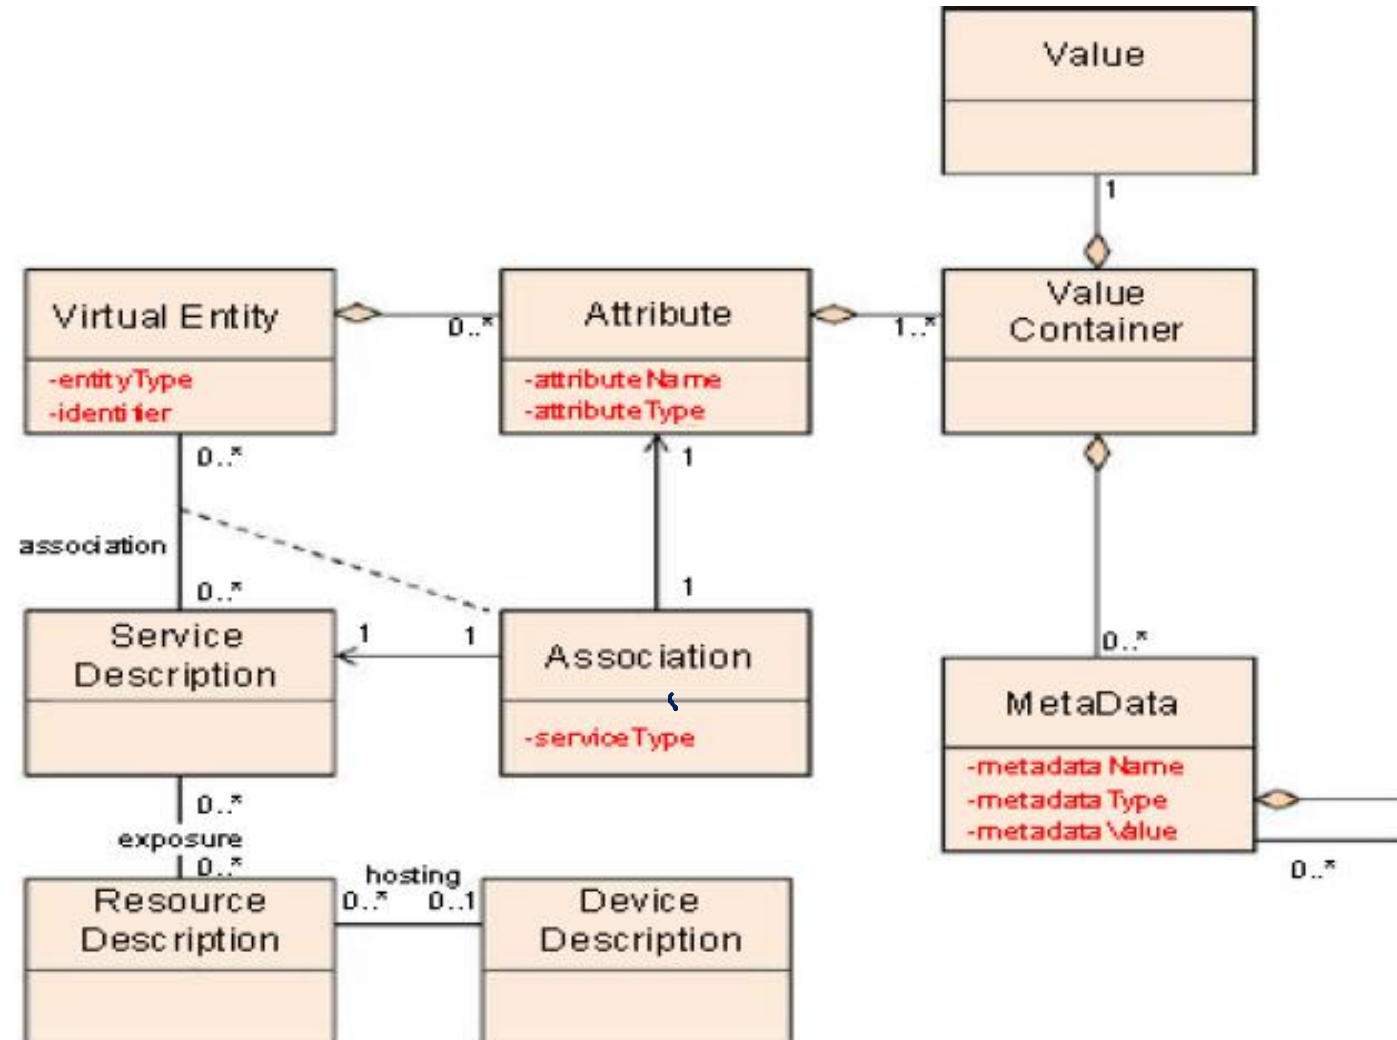 Value
1
Virtual Entity
-entityType
-identifier
0..*
Attribute
-attributeName
-attributeType
1..*
Value
Container
0..*
association
0..*
1
1
Service
Description
1
1
Association
-serviceType
0..*
MetaData
-metadataName
-metadataType
-metadataValue
0..*
0..*
exposure
0..*
hosting
0..*
0..1
Resource
Description
Device
Description